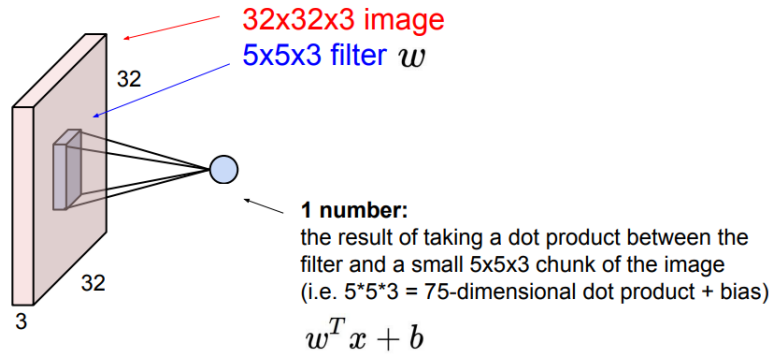 32x32x3 image
5x5x3 filter w
32
32
3
1 number:
the result of taking a dot product between the
filter and a small 5x5x3 chunk of the image
(i.e. 5*5*3 = 75-dimensional dot product + bias)
w^T x + b